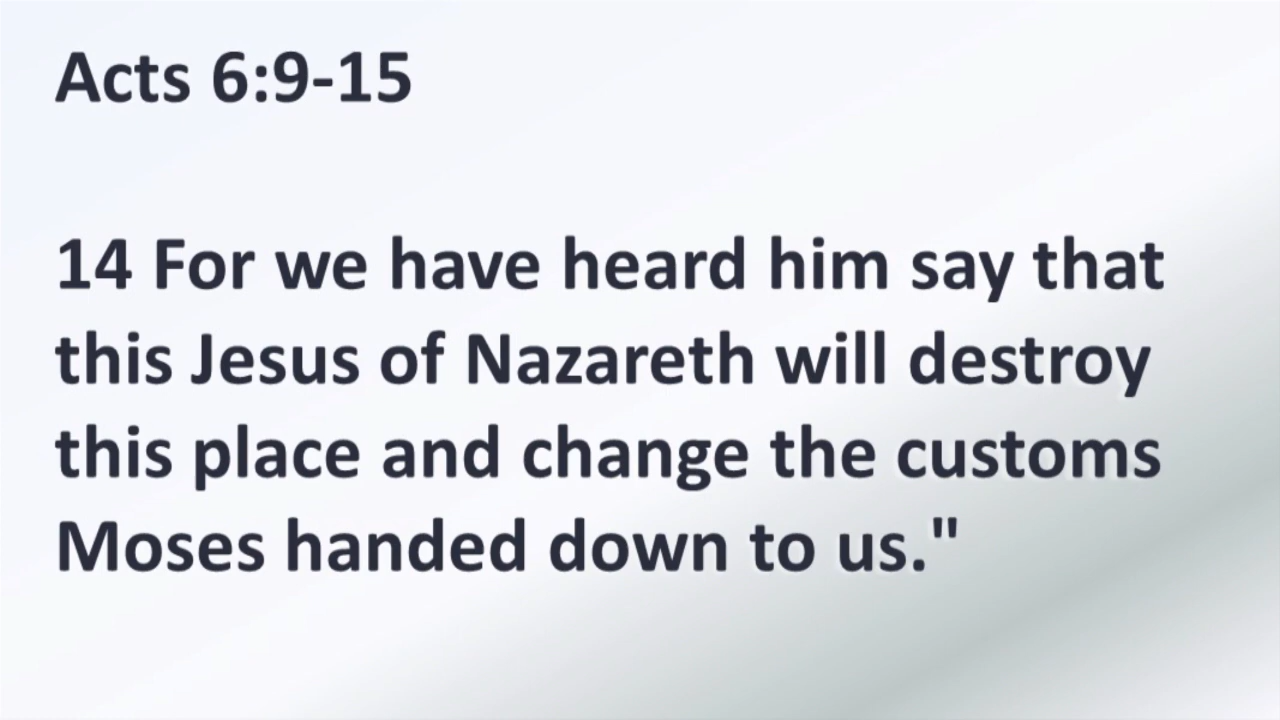 Acts 6:9-15
14 For we have heard him say that
this Jesus of Nazareth will destroy
this place and change the customs
Moses handed down to us."